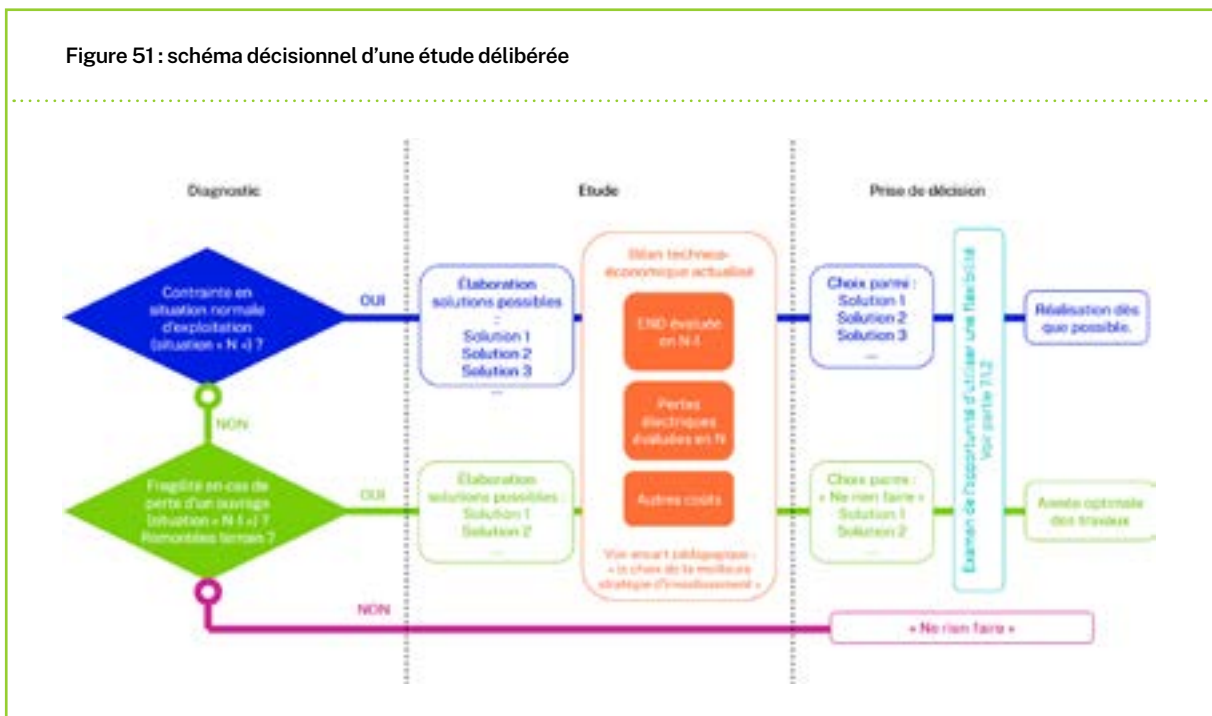 Figure 51 : schéma décisionnel d'une étude délibérée
Diagnostic
Etude
Prise de décision
Contrainte en
situation normale
d'exploitation
(situation « N ») ?
OUI
Élaboration
solutions possibles
:
Solution 1
Solution 2
Solution 3
...
Bilan technico-
économique actualisé
END évaluée
en N-1
Pertes
électriques
évaluées en N
Autres coûts
Voir encart pédagogique :
« le choix de la meilleure
stratégie d'investissement »
Choix parmi :
Solution 1
Solution 2
Solution 3
...
Examen de l'opportunité d'utiliser une flexibilité
Voir partie 7.1.2
Réalisation dès
que possible.
NON
Fragilité en cas de
perte d'un ouvrage
(situation « N-1 ») ?
Remontées terrain ?
OUI
Élaboration
solutions possibles :
Solution 1
Solution 2
...
Choix parmi :
« Ne rien faire »
Solution 1
Solution 2
...
Année optimale
des travaux
NON
« Ne rien faire »